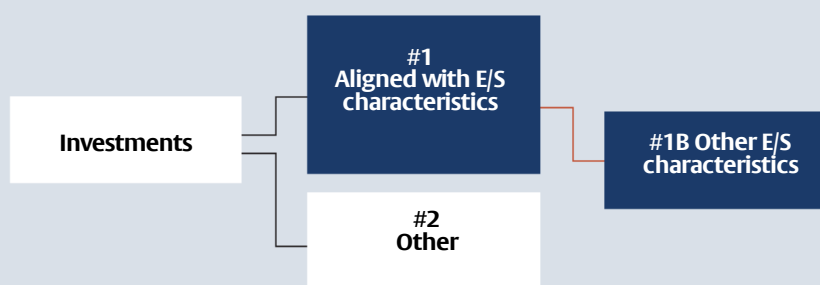 Investments
#1
Aligned with E/S
characteristics
#1B Other E/S
characteristics
#2
Other